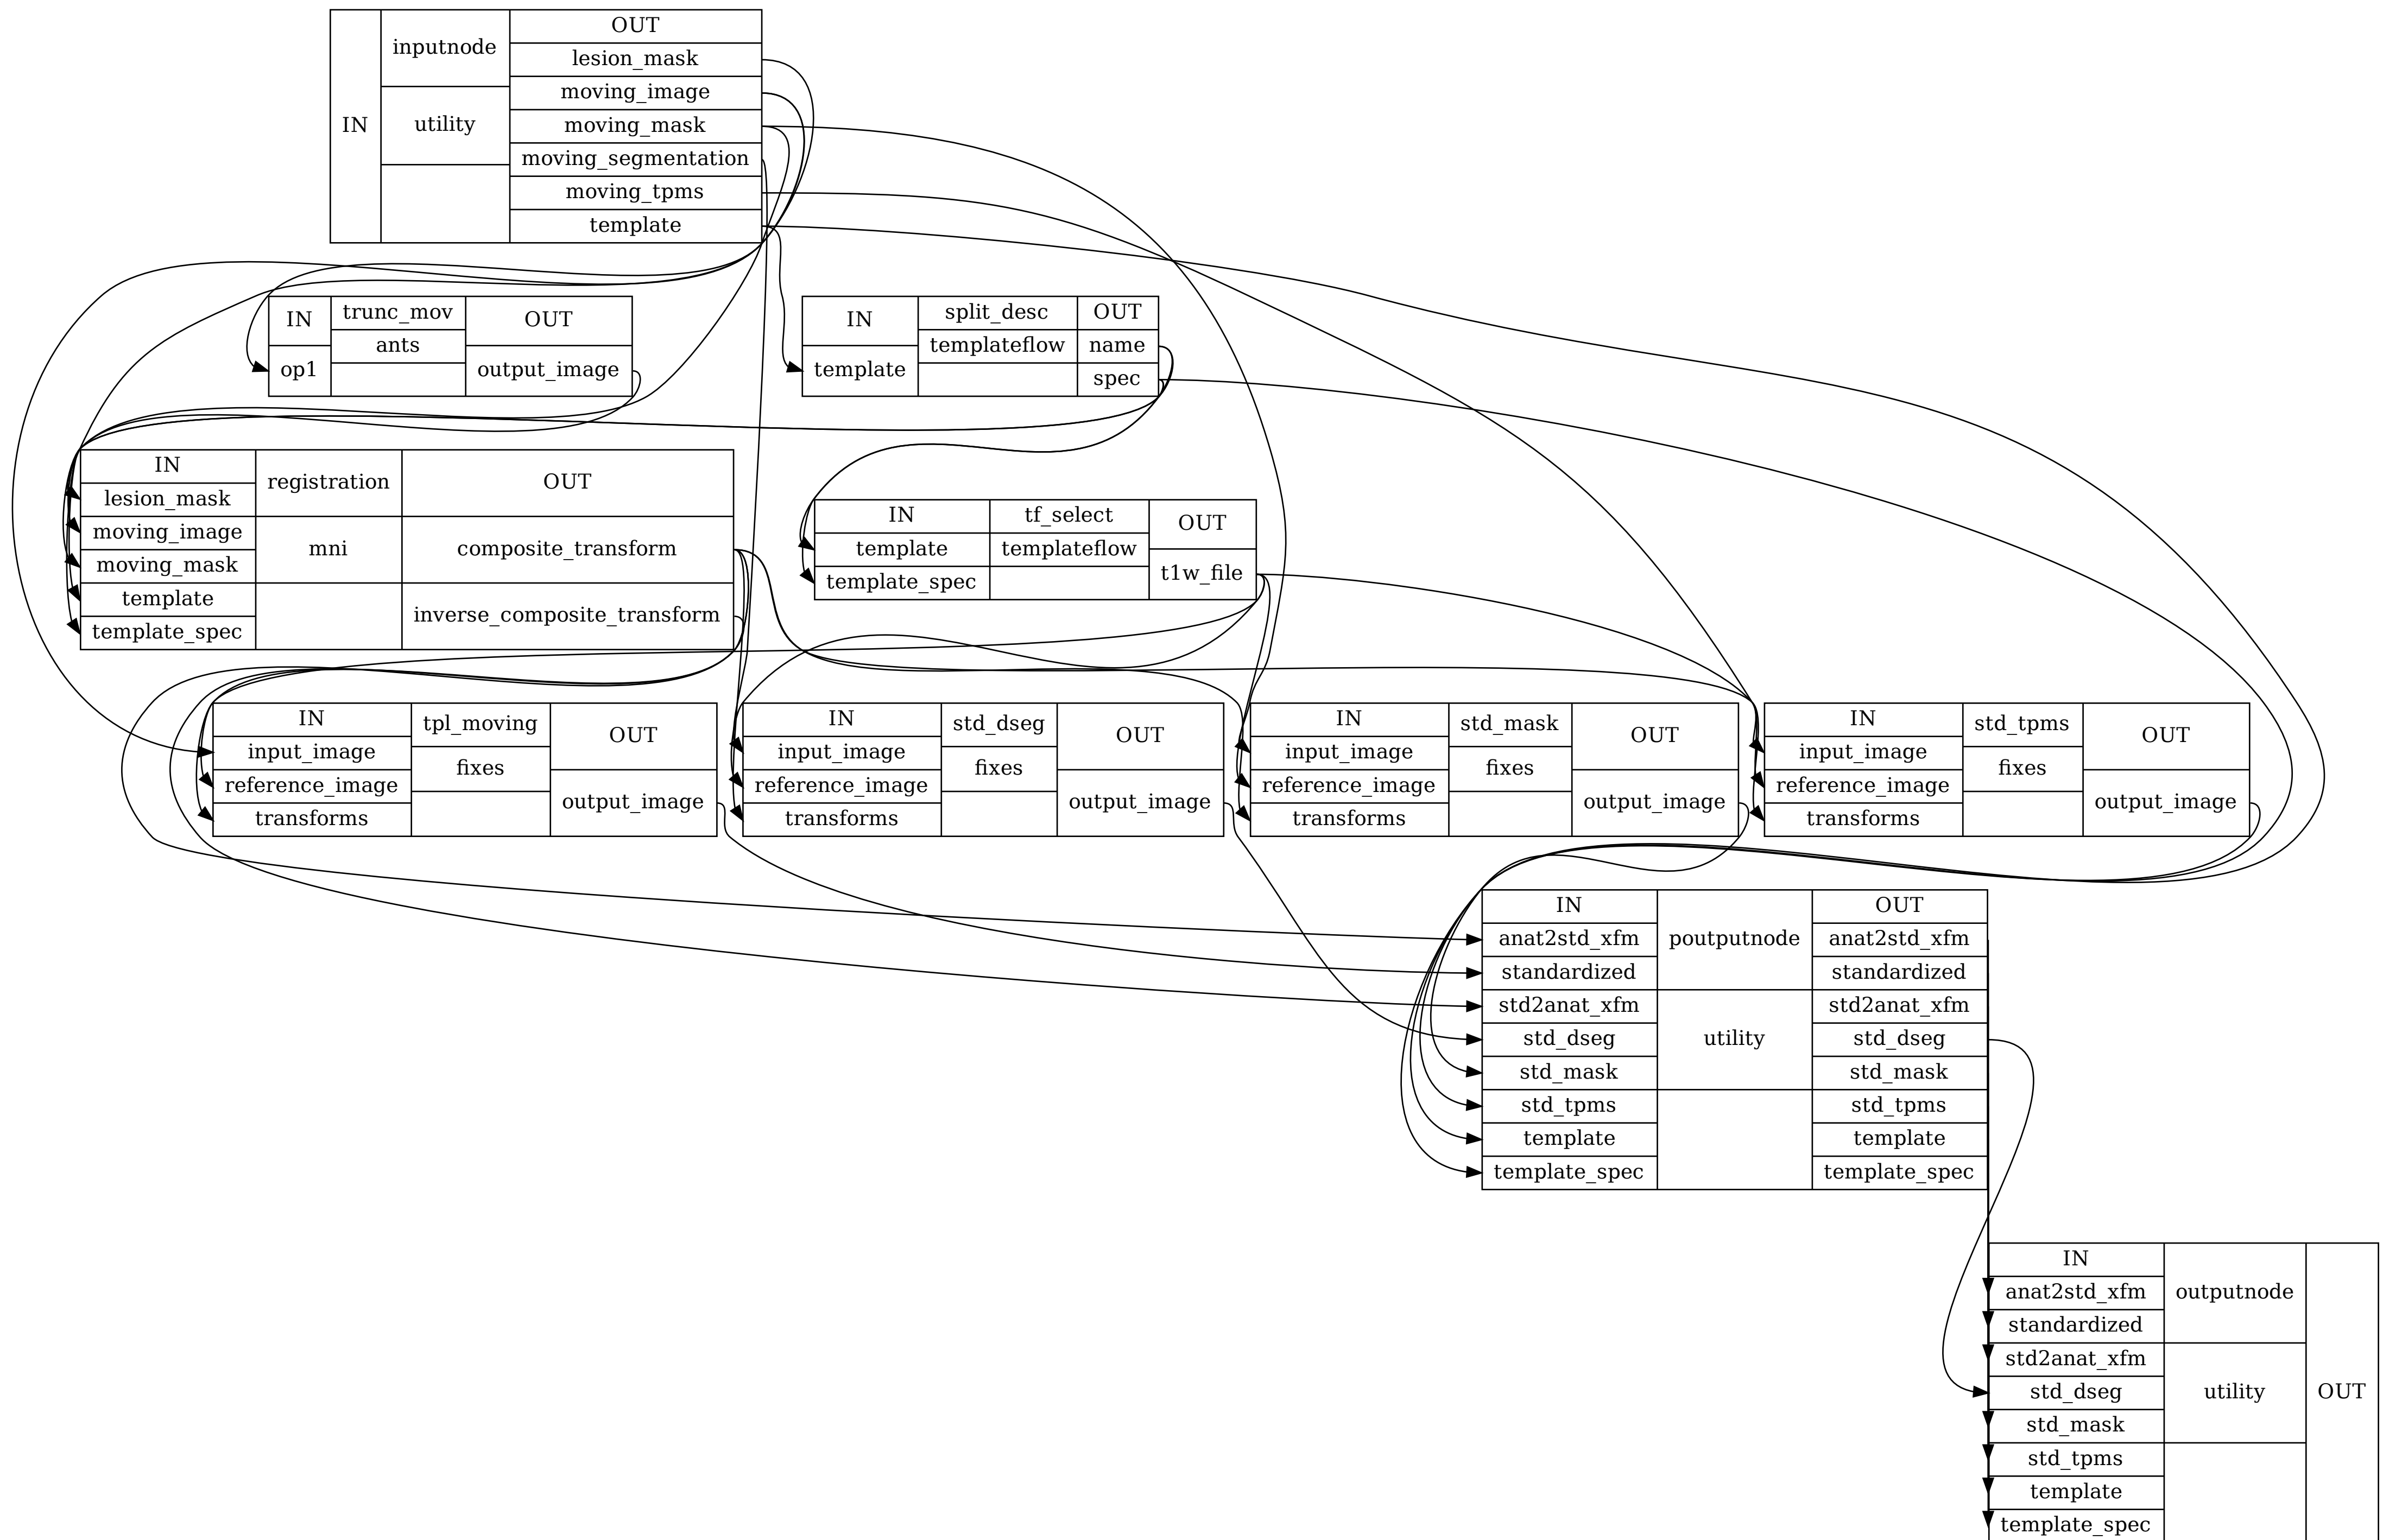 IN
inputnode
utility
OUT
lesion_mask
moving_image
moving_mask
moving_segmentation
moving_tpms
template
IN
op1
trunc_mov
ants
OUT
output_image
IN
template
split_desc
templateflow
OUT
name
spec
IN
lesion_mask
moving_image
moving_mask
template
template_spec
registration
mni
OUT
composite_transform
inverse_composite_transform
IN
template
template_spec
tf_select
templateflow
OUT
t1w_file
IN
input_image
reference_image
transforms
tpl_moving
fixes
OUT
output_image
IN
input_image
reference_image
transforms
std_dseg
fixes
OUT
output_image
IN
input_image
reference_image
transforms
std_mask
fixes
OUT
output_image
IN
input_image
reference_image
transforms
std_tpms
fixes
OUT
output_image
IN
anat2std_xfm
standardized
std2anat_xfm
std_dseg
std_mask
std_tpms
template
template_spec
poutputnode
utility
OUT
anat2std_xfm
standardized
std2anat_xfm
std_dseg
std_mask
std_tpms
template
template_spec
IN
anat2std_xfm
standardized
std2anat_xfm
std_dseg
std_mask
std_tpms
template
template_spec
outputnode
utility
OUT